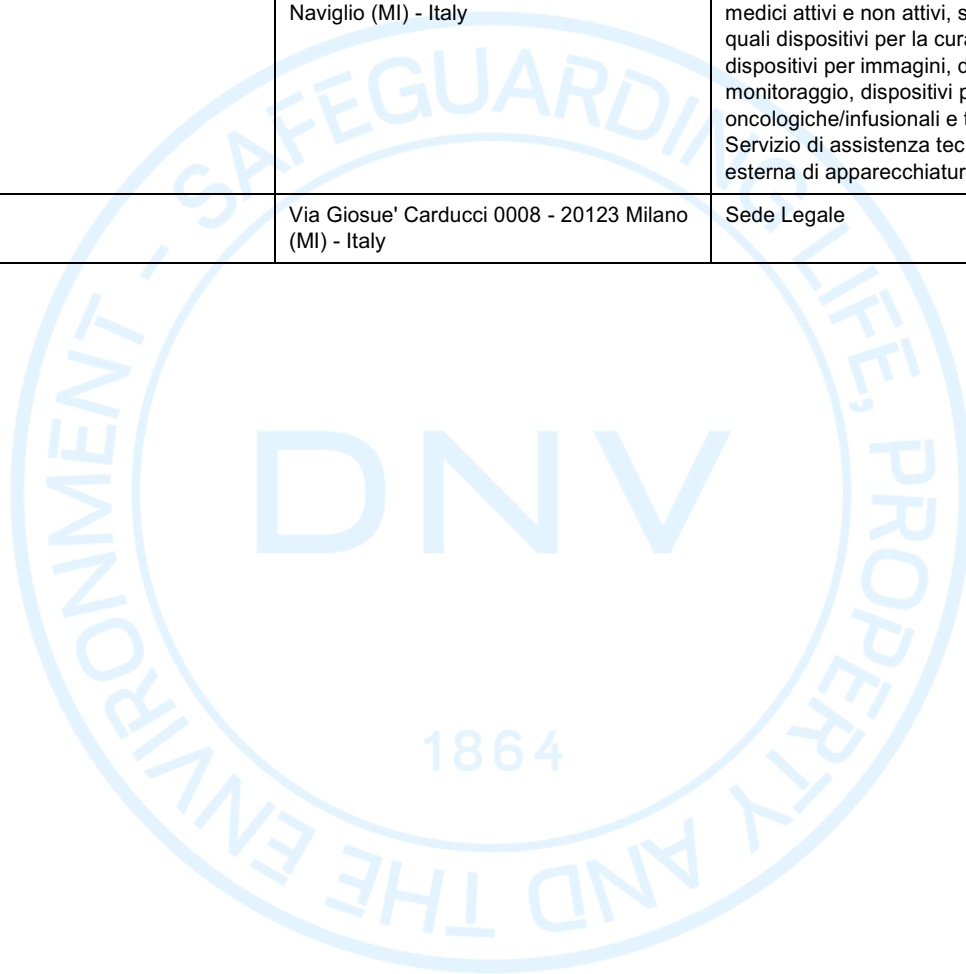 Naviglio (MI) - Italy
medici attivi e non attivi, s
quali dispositivi per la cura
dispositivi per immagini, d
monitoraggio, dispositivi p
oncologiche/infusionali e t
Servizio di assistenza tec
esterna di apparecchiatur
Via Giosue' Carducci 0008 - 20123 Milano
(MI) - Italy
Sede Legale
SAFEGUARDING LIFE, PROPERTY AND THE ENVIRONMENT -
DNV
1864